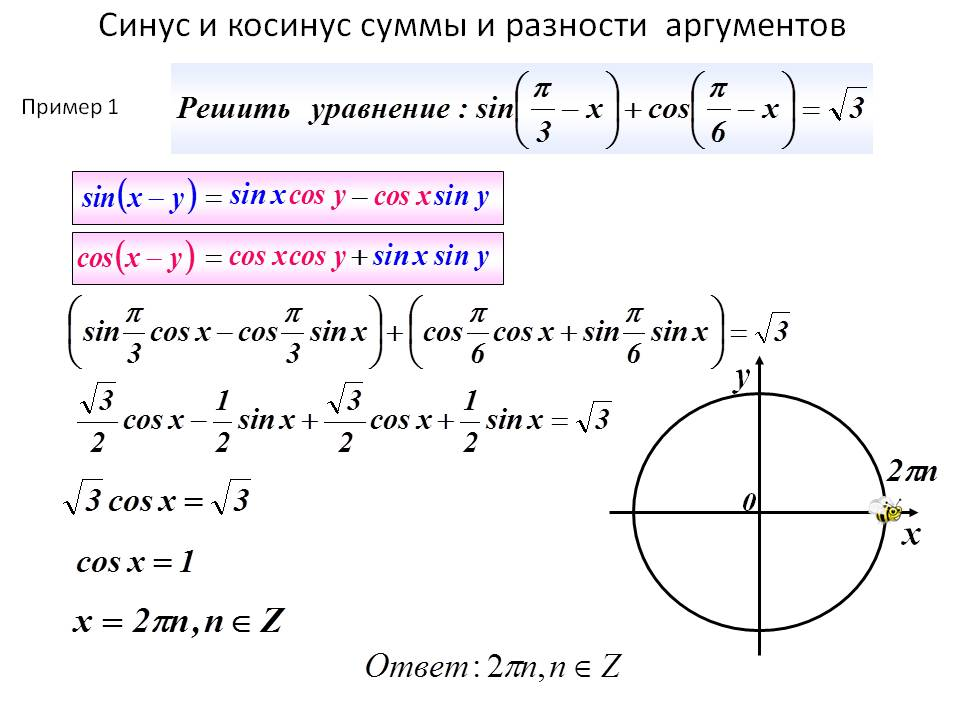 Синус и косинус суммы и разности аргументов
Пример 1
Решить уравнение : sin(π/3 − x) + cos(π/6 − x) = √3
sin(x − y) = sin x cos y − cos x sin y
cos(x − y) = cos x cos y + sin x sin y
(sin π/3 cos x − cos π/3 sin x) + (cos π/6 cos x + sin π/6 sin x) = √3
√3/2 cos x − 1/2 sin x + √3/2 cos x + 1/2 sin x = √3
√3 cos x = √3
cos x = 1
x = 2πn, n ∈ Z
y
2πn
0
x
Ответ : 2πn, n ∈ Z